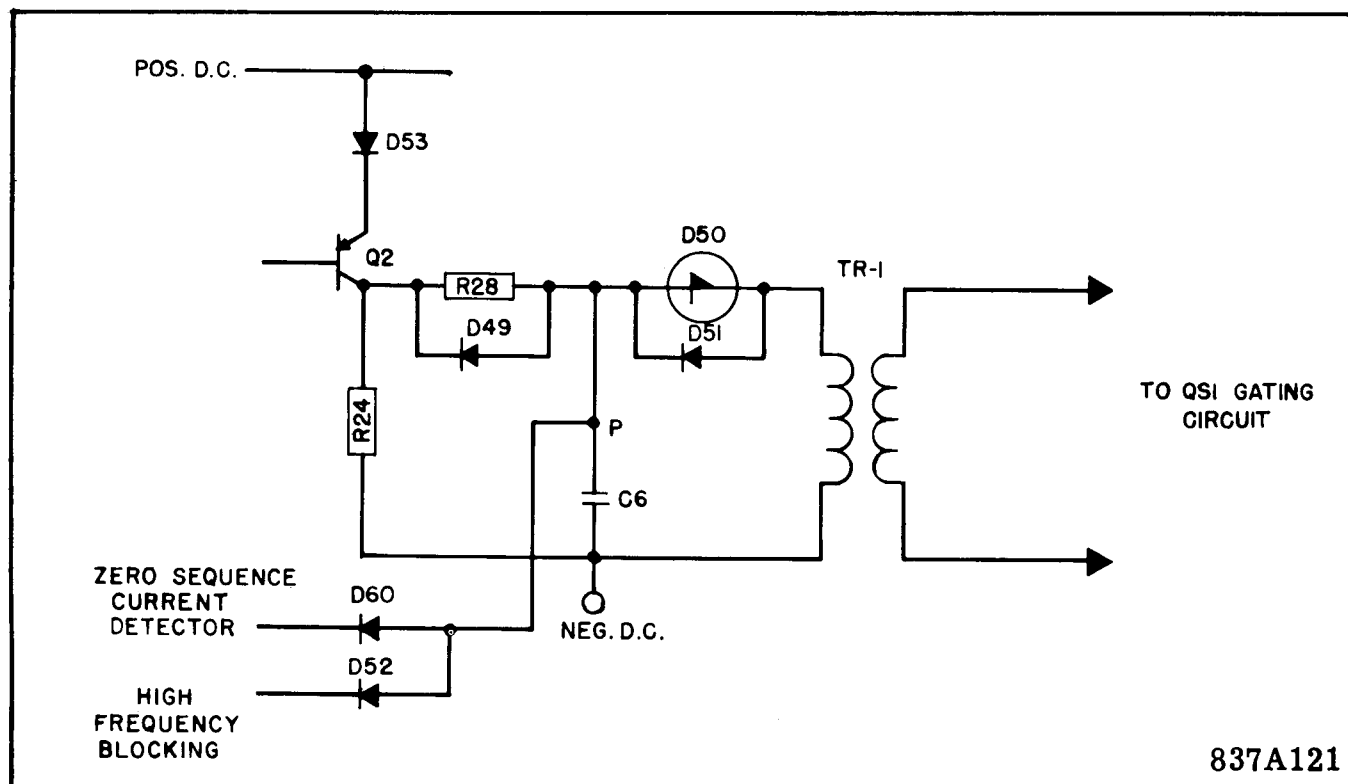 POS. D.C.
D53
Q2
R28
D49
D50
D51
TR-1
R24
P
C6
TO QS1 GATING
CIRCUIT
ZERO SEQUENCE
CURRENT
DETECTOR
D60
NEG. D.C.
D52
HIGH
FREQUENCY
BLOCKING
837A121